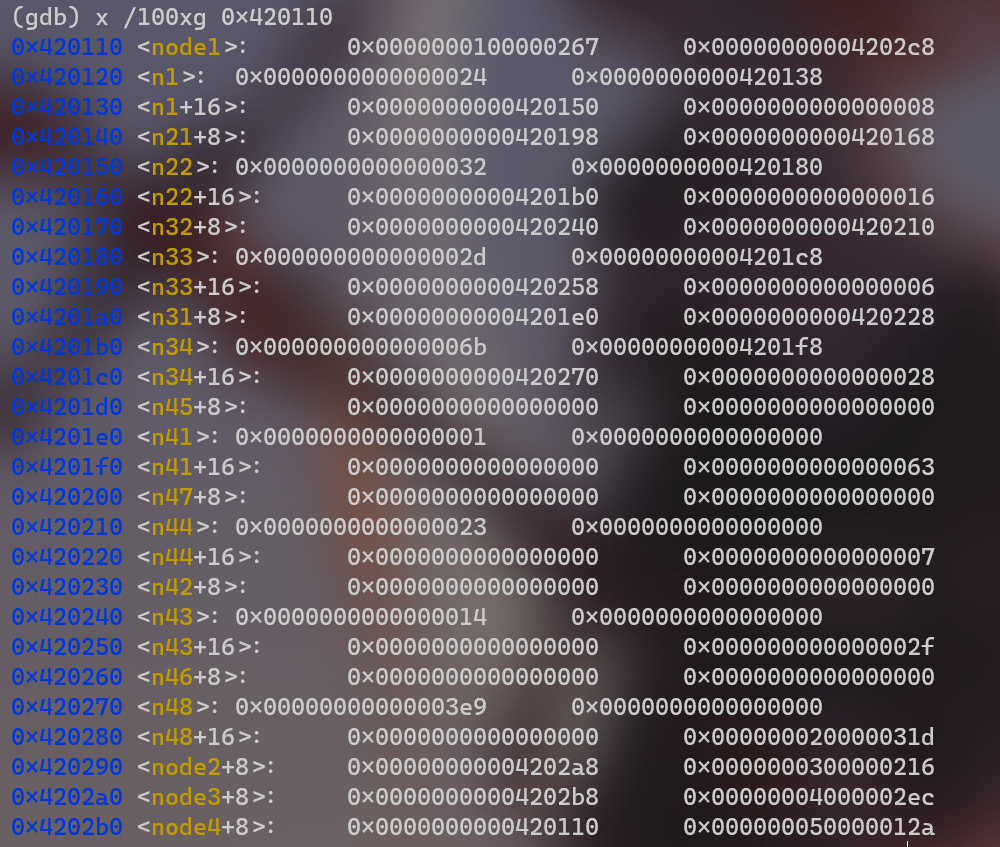 (gdb) x /100xg 0x420110
0x420110 <node1>: 0x0000000100000267 0x00000000004202c8
0x420120 <n1>: 0x0000000000000024 0x0000000000420138
0x420130 <n1+16>: 0x0000000000420150 0x0000000000000008
0x420140 <n21+8>: 0x0000000000420198 0x0000000000420168
0x420150 <n22>: 0x0000000000000032 0x0000000000420180
0x420160 <n22+16>: 0x00000000004201b0 0x0000000000000016
0x420170 <n32+8>: 0x0000000000420240 0x0000000000420210
0x420180 <n33>: 0x000000000000002d 0x00000000004201c8
0x420190 <n33+16>: 0x0000000000420258 0x0000000000000006
0x4201a0 <n31+8>: 0x00000000004201e0 0x0000000000420228
0x4201b0 <n34>: 0x000000000000006b 0x00000000004201f8
0x4201c0 <n34+16>: 0x0000000000420270 0x0000000000000028
0x4201d0 <n45+8>: 0x0000000000000000 0x0000000000000000
0x4201e0 <n41>: 0x0000000000000001 0x0000000000000000
0x4201f0 <n41+16>: 0x0000000000000000 0x0000000000000063
0x420200 <n47+8>: 0x0000000000000000 0x0000000000000000
0x420210 <n44>: 0x0000000000000023 0x0000000000000000
0x420220 <n44+16>: 0x0000000000000000 0x0000000000000007
0x420230 <n42+8>: 0x0000000000000000 0x0000000000000000
0x420240 <n43>: 0x0000000000000014 0x0000000000000000
0x420250 <n43+16>: 0x0000000000000000 0x000000000000002f
0x420260 <n46+8>: 0x0000000000000000 0x0000000000000000
0x420270 <n48>: 0x00000000000003e9 0x0000000000000000
0x420280 <n48+16>: 0x0000000000000000 0x000000020000031d
0x420290 <node2+8>: 0x00000000004202a8 0x0000000300000216
0x4202a0 <node3+8>: 0x00000000004202b8 0x00000004000002ec
0x4202b0 <node4+8>: 0x0000000000420110 0x000000050000012a